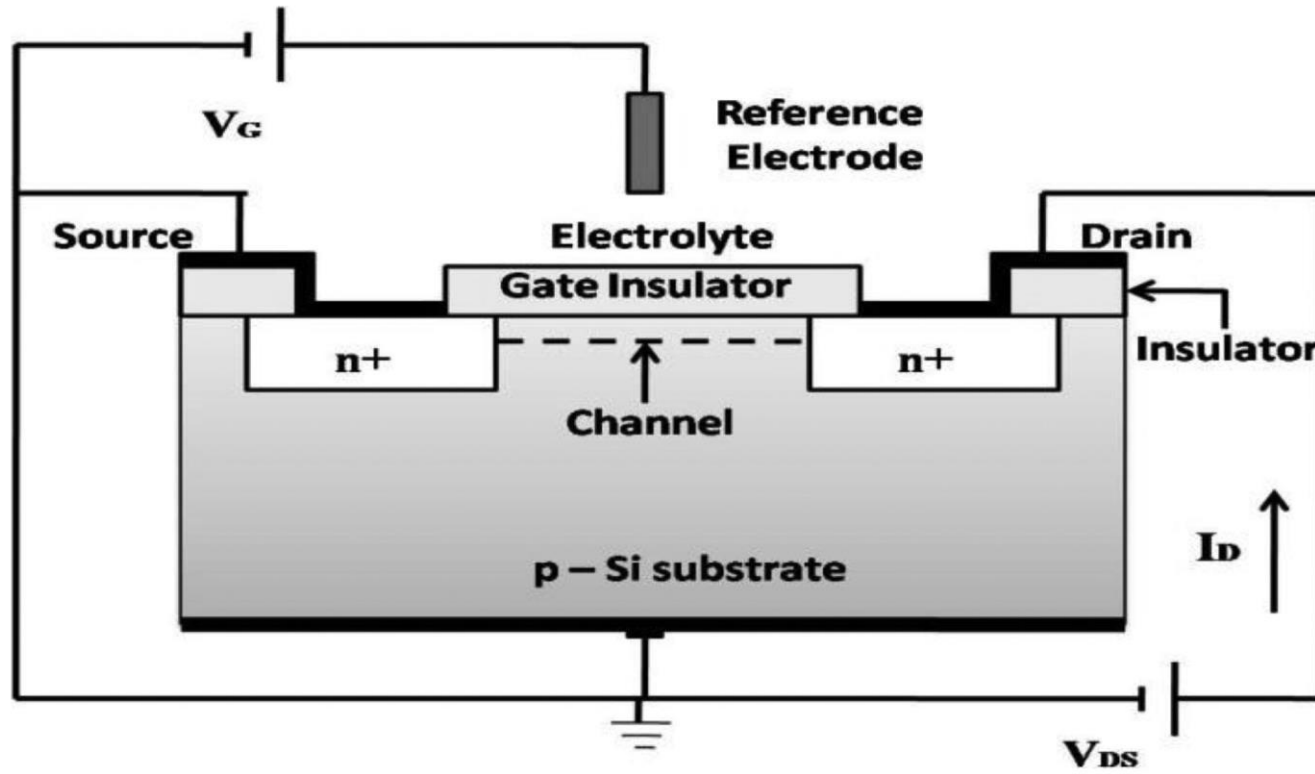 VG
Reference
Electrode
Source
Electrolyte
Drain
Gate Insulator
Insulator
n+
n+
Channel
ID
p – Si substrate
VDS